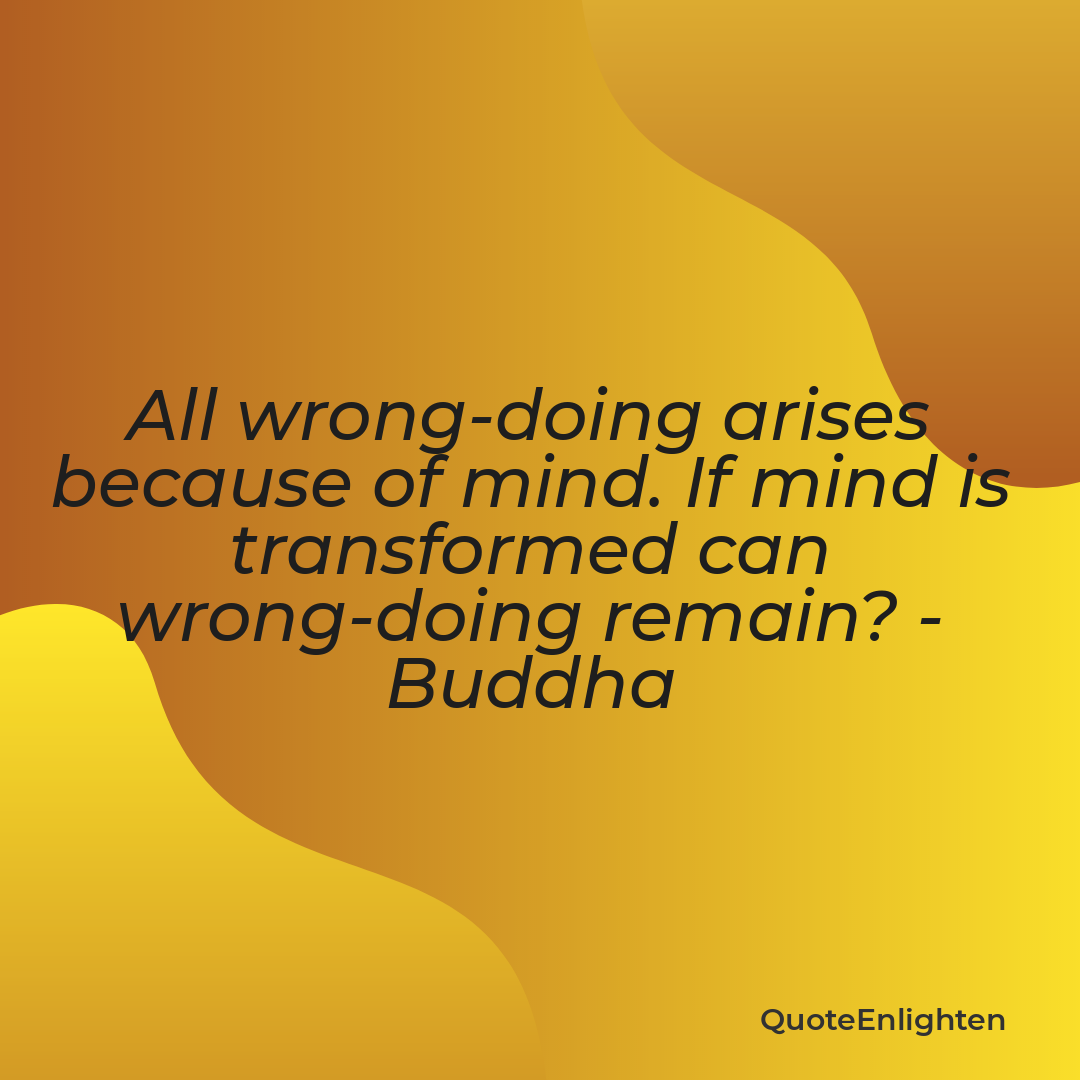 All wrong-doing arises
because of mind. If mind is
transformed can
wrong-doing remain? -
Buddha
QuoteEnlighten